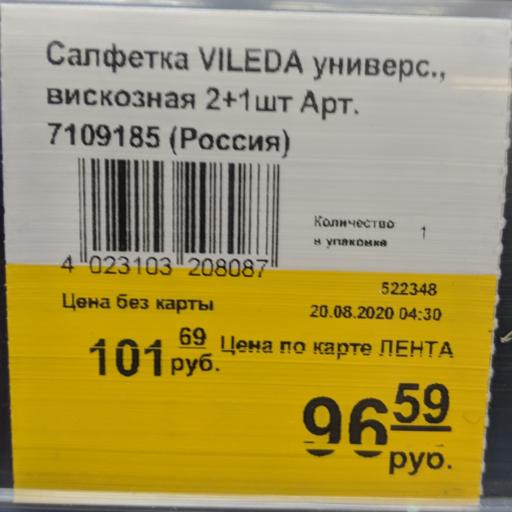 Салфетка VILEDA универс.,
вискозная 2+1шт Арт.
7109185 (Россия)
Количество
в упаковке 1
4 023103 208087
522348
Цена без карты
20.08.2020 04:30
101 69 руб.
Цена по карте ЛЕНТА
96 59
руб.